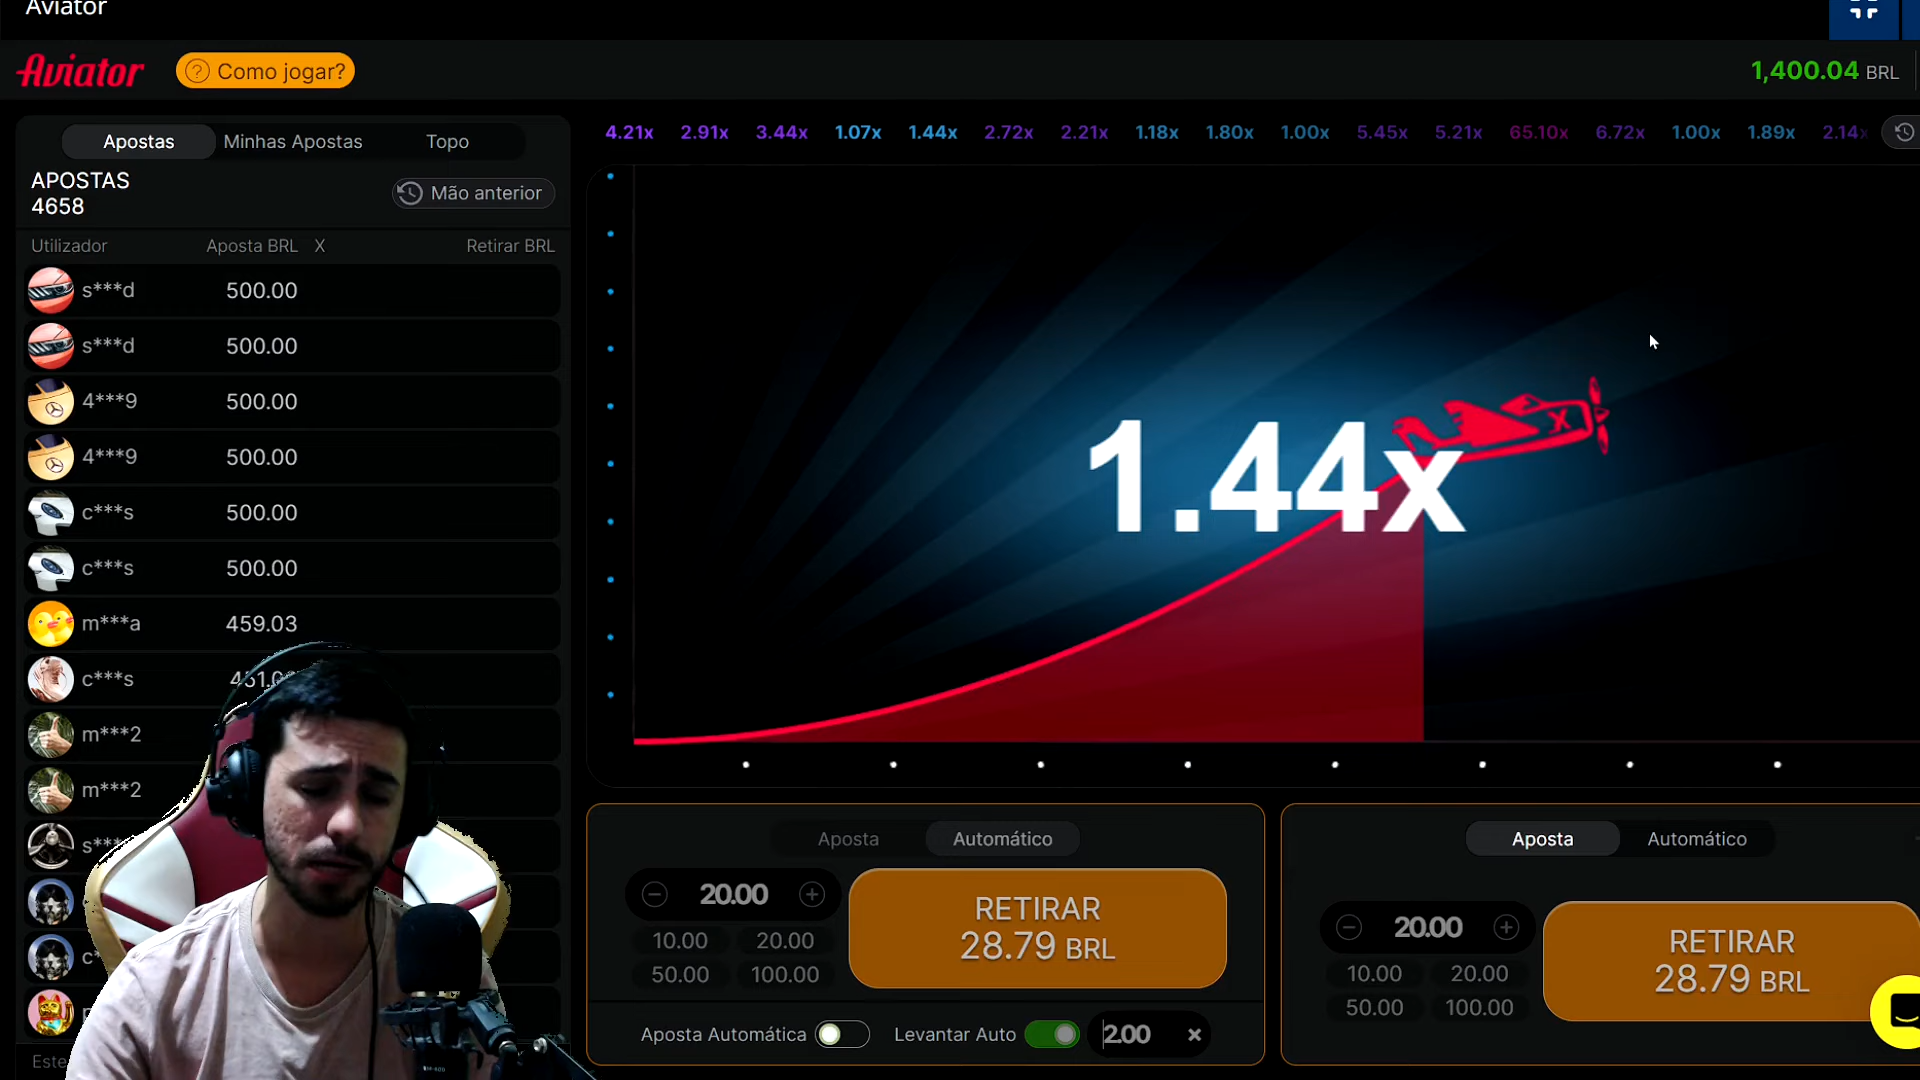 Aviator
Aviator
? Como jogar?
1,400.04 BRL
Apostas Minhas Apostas Topo
APOSTAS
4658
Mão anterior
Utilizador Aposta BRL X Retirar BRL
s***d 500.00
s***d 500.00
4***9 500.00
4***9 500.00
c***s 500.00
c***s 500.00
m***a 459.03
c***s
m***2
m***2
4.21x 2.91x 3.44x 1.07x 1.44x 2.72x 2.21x 1.18x 1.80x 1.00x 5.45x 5.21x 65.10x 6.72x 1.00x 1.89x 2.14x
X
1.44x
Aposta Automático
20.00
10.00 20.00
50.00 100.00
RETIRAR
28.79 BRL
Aposta Automática Levantar Auto 2.00
Aposta Automático
20.00
10.00 20.00
50.00 100.00
RETIRAR
28.79 BRL